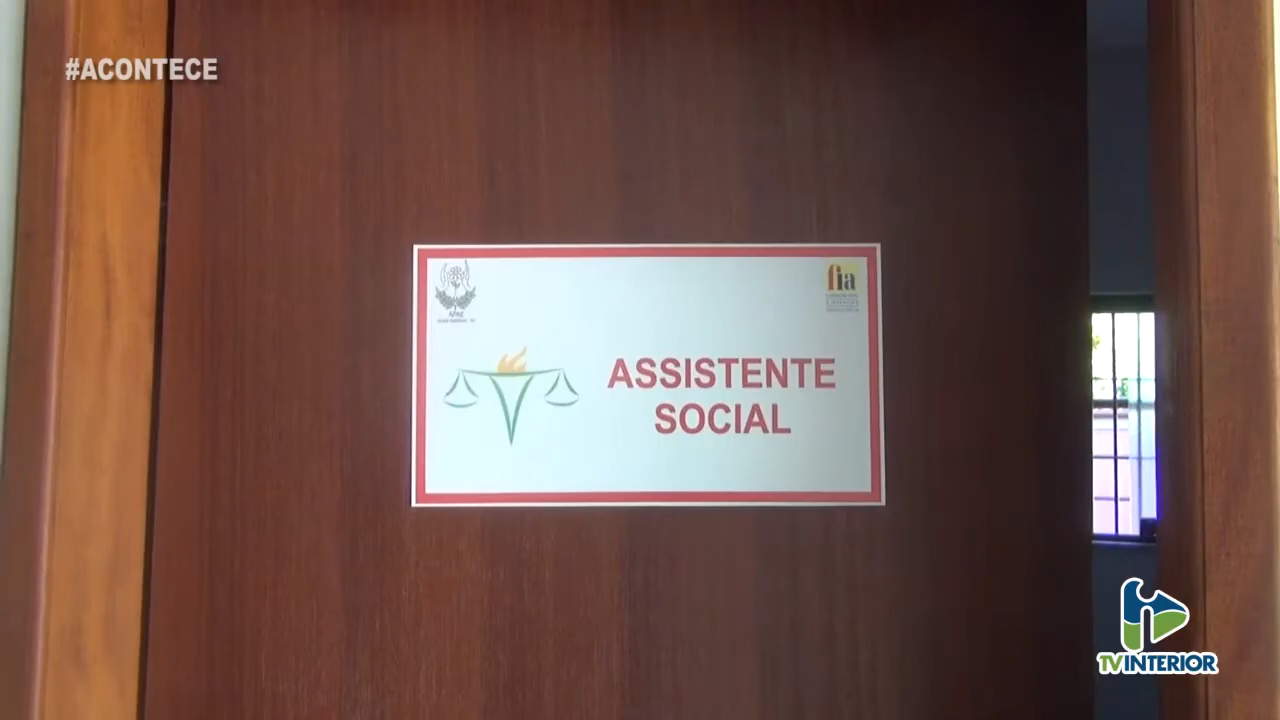 #ACONTECE
APAE
fia
ASSISTENTE
SOCIAL
TV INTERIOR